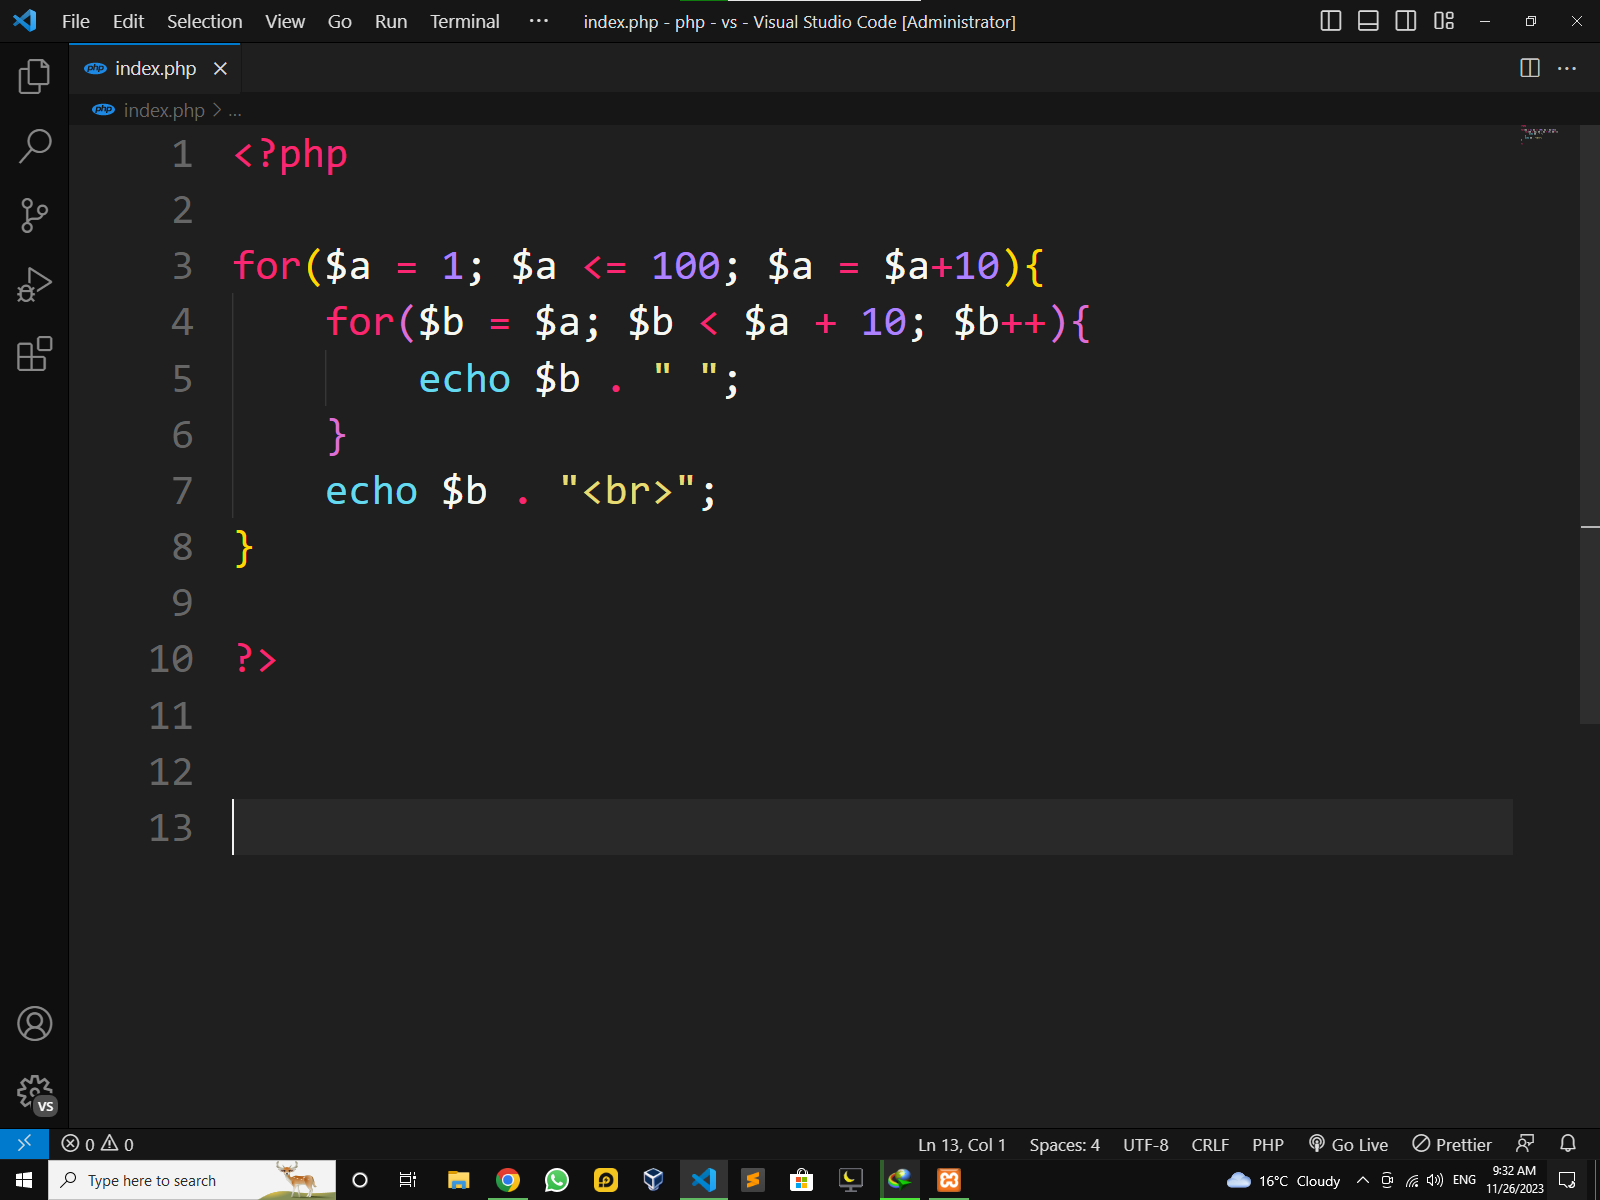 File Edit Selection View Go Run Terminal ··· index.php - php - vs - Visual Studio Code [Administrator]
php index.php
php index.php > ...
1 <?php
2
3 for($a = 1; $a <= 100; $a = $a+10){
4     for($b = $a; $b < $a + 10; $b++){
5         echo $b . " ";
6     }
7     echo $b . "<br>";
8 }
9
10 ?>
11
12
13
VS
0 0 Ln 13, Col 1 Spaces: 4 UTF-8 CRLF PHP Go Live Prettier
Type here to search 16°C Cloudy ENG 9:32 AM
11/26/2023